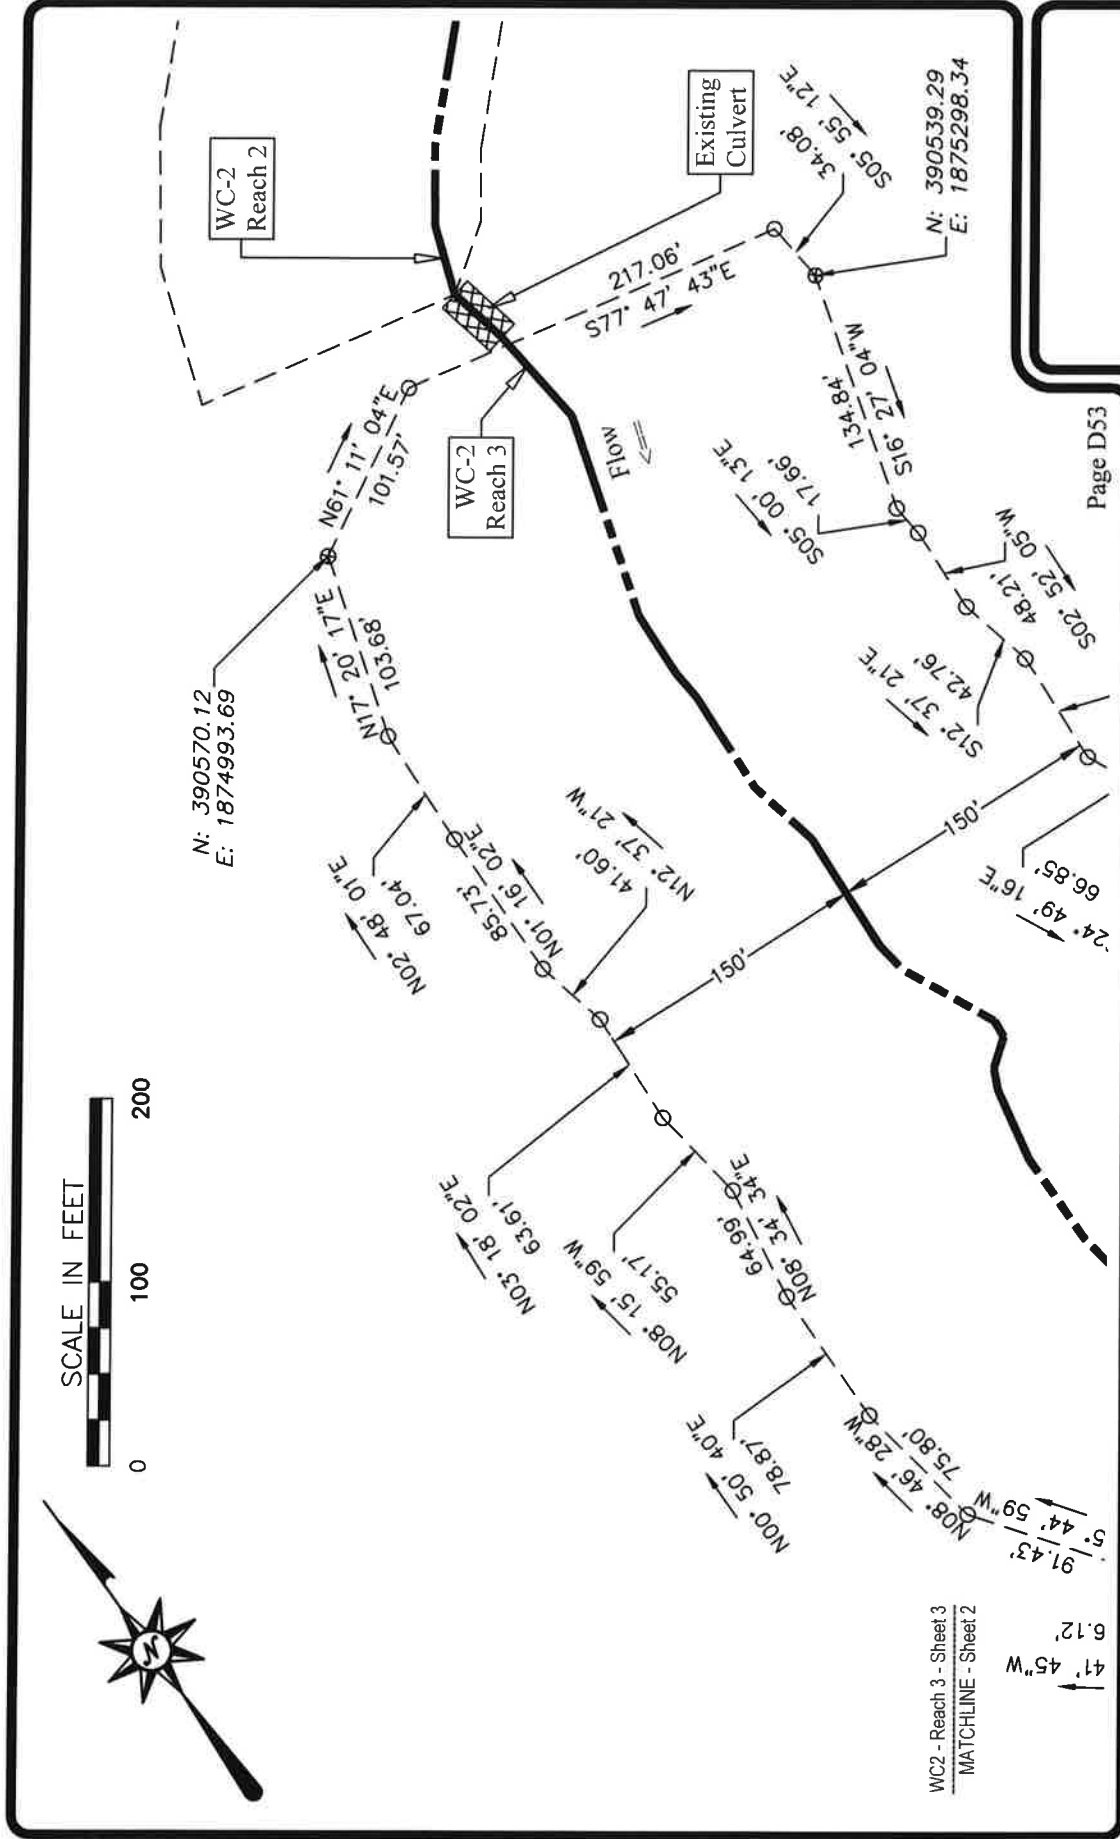 SCALE IN FEET
0
100
200
N
N: 390570.12
E: 1874993.69
WC-2
Reach 2
WC-2
Reach 3
Existing
Culvert
Flow
N61° 11' 04"E
101.57'
217.06'
S77° 47' 43"E
34.08'
S05° 55' 12"E
N: 390539.29
E: 1875298.34
134.84'
S16° 27' 04"W
S05° 00' 13"E
17.66'
48.21'
S02° 52' 05"W
S12° 37' 21"E
42.76'
24° 49' 16"E
66.85'
150'
150'
N17° 20' 17"E
103.68'
N02° 48' 01"E
67.04'
85.73'
N01° 16' 02"E
41.60'
N12° 37' 21"W
N03° 18' 02"E
63.61'
N08° 15' 59"W
55.17'
64.99'
N08° 34' 34"E
N00° 50' 40"E
78.87'
N08° 46' 28"W
75.80'
91.43'
5° 44' 59"W
41' 45"W
6.12'
WC2 - Reach 3 - Sheet 3
MATCHLINE - Sheet 2
Page D53